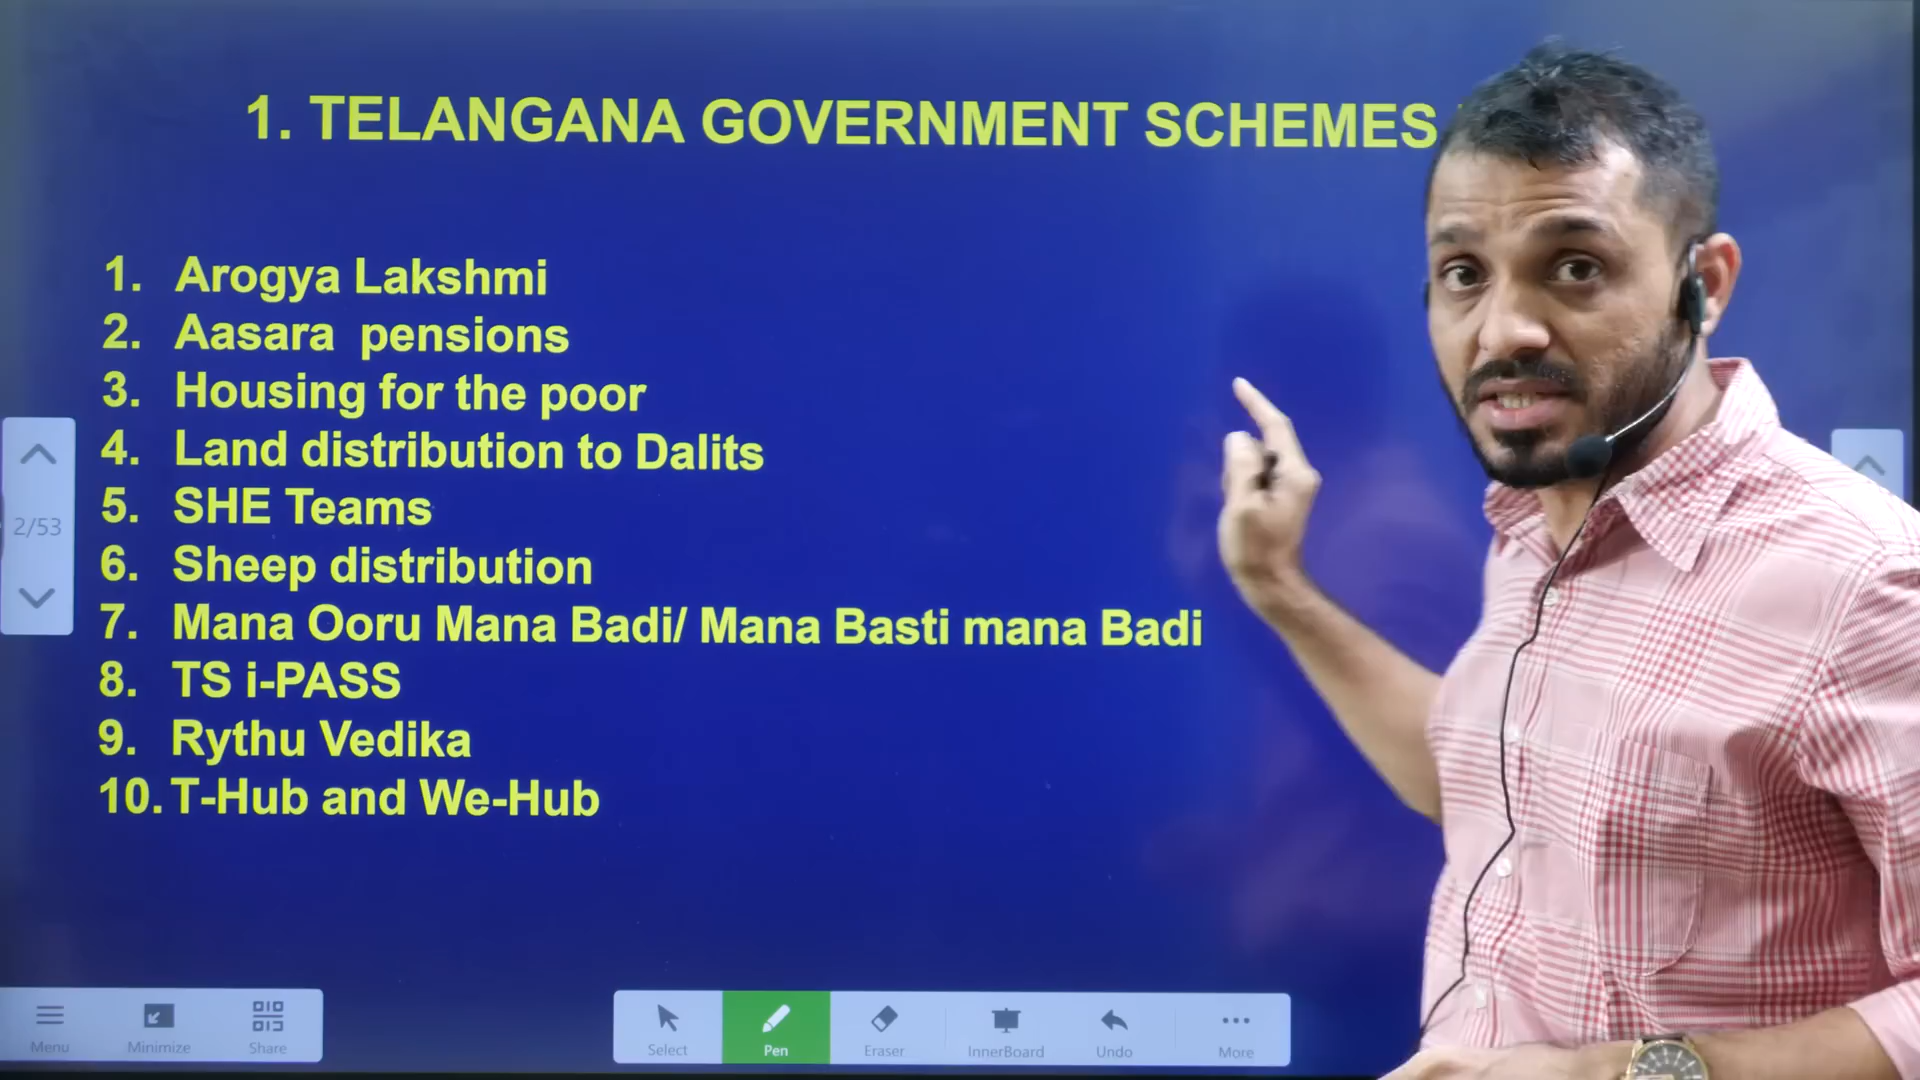 1. TELANGANA GOVERNMENT SCHEMES
1. Arogya Lakshmi
2. Aasara pensions
3. Housing for the poor
4. Land distribution to Dalits
5. SHE Teams
6. Sheep distribution
7. Mana Ooru Mana Badi/ Mana Basti mana Badi
8. TS i-PASS
9. Rythu Vedika
10. T-Hub and We-Hub
2/53
Menu Minimize Share
Select Pen Eraser InnerBoard Undo More